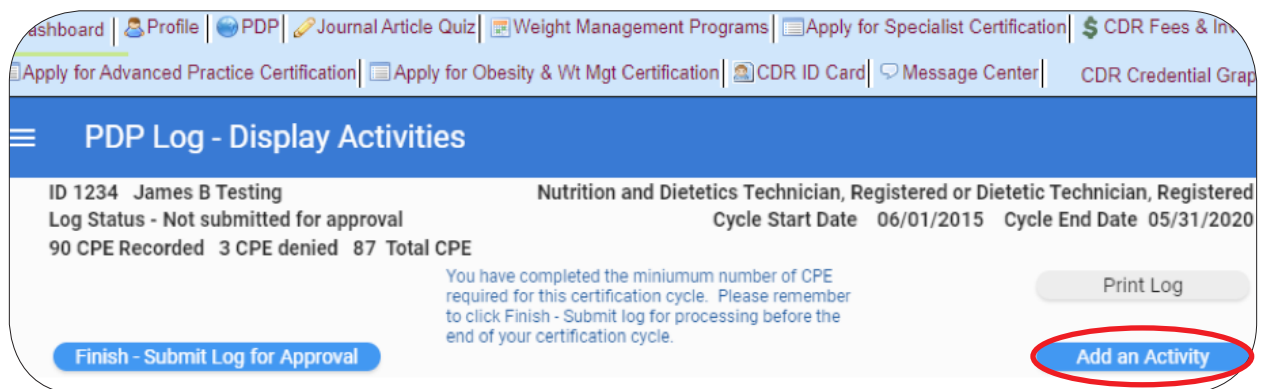 ashboard Profile PDP Journal Article Quiz Weight Management Programs Apply for Specialist Certification CDR Fees & Inv
Apply for Advanced Practice Certification Apply for Obesity & Wt Mgt Certification CDR ID Card Message Center CDR Credential Grap
PDP Log - Display Activities
ID 1234 James B Testing Nutrition and Dietetics Technician, Registered or Dietetic Technician, Registered
Log Status - Not submitted for approval Cycle Start Date 06/01/2015 Cycle End Date 05/31/2020
90 CPE Recorded 3 CPE denied 87 Total CPE
You have completed the miniumum number of CPE
required for this certification cycle. Please remember
to click Finish - Submit log for processing before the
end of your certification cycle.
Print Log
Finish - Submit Log for Approval Add an Activity